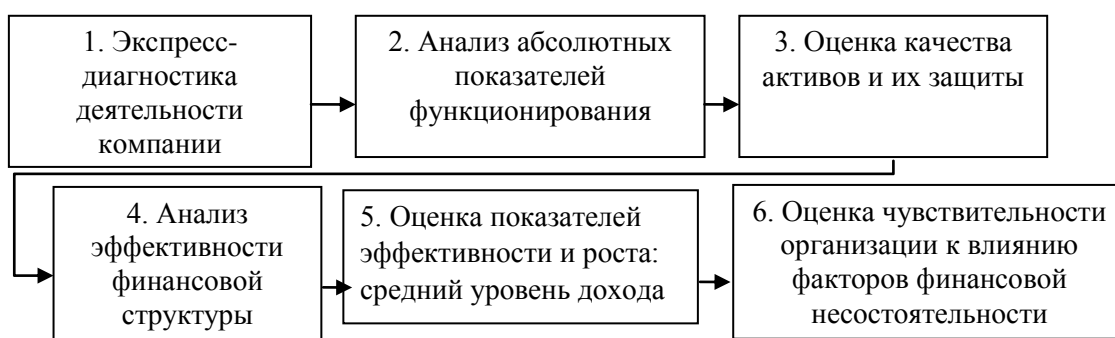 1. Экспресс-
диагностика
деятельности
компании
2. Анализ абсолютных
показателей
функционирования
3. Оценка качества
активов и их защиты
4. Анализ
эффективности
финансовой
структуры
5. Оценка показателей
эффективности и роста:
средний уровень дохода
6. Оценка чувствительности
организации к влиянию
факторов финансовой
несостоятельности